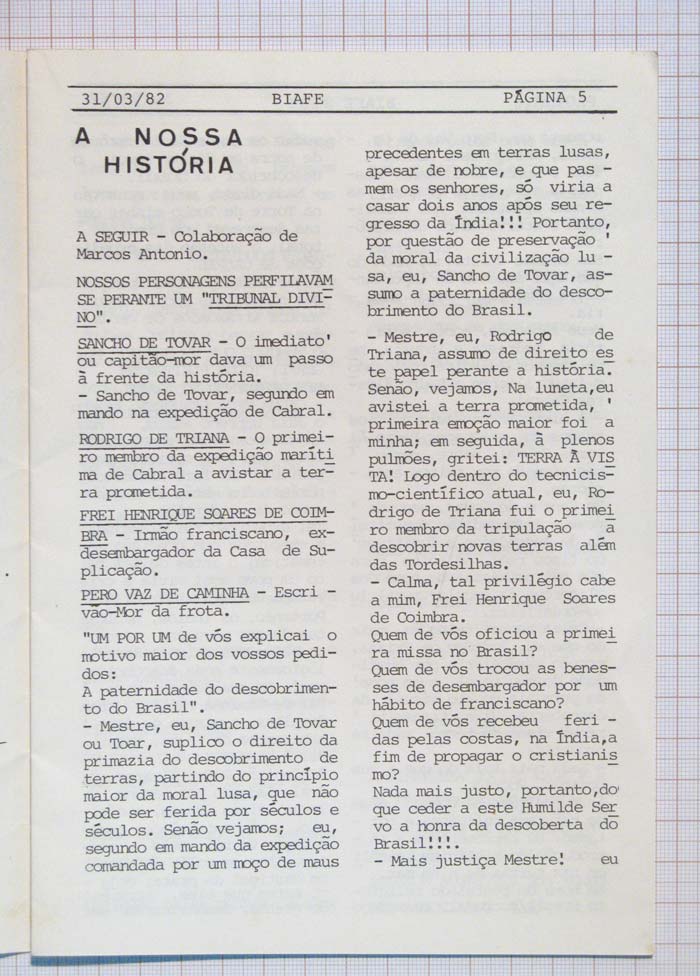 31/03/82 BIAFE PÁGINA 5
A NOSSA
HISTÓRIA
A SEGUIR - Colaboração de
Marcos Antonio.
NOSSOS PERSONAGENS PERFILAVAM
SE PERANTE UM "TRIBUNAL DIVI-
NO".
SANCHO DE TOVAR - O imediato'
ou capitão-mor dava um passo
à frente da história.
- Sancho de Tovar, segundo em
mando na expedição de Cabral.
RODRIGO DE TRIANA - O primei-
ro membro da expedição maríti
ma de Cabral a avistar a ter-
ra prometida.
FREI HENRIQUE SOARES DE COIM-
BRA - Irmão franciscano, ex-
desembargador da Casa de Su-
plicação.
PERO VAZ DE CAMINHA - Escri -
vão-Mor da frota.
"UM POR UM de vós explicai o
motivo maior dos vossos pedi-
dos:
A paternidade do descobrimen-
to do Brasil".
- Mestre, eu, Sancho de Tovar
ou Toar, suplico o direito da
primazia do descobrimento de
terras, partindo do princípio
maior da moral lusa, que não
pode ser ferida por séculos e
séculos. Senão vejamos; eu,
segundo em mando da expedição
comandada por um moço de maus
precedentes em terras lusas,
apesar de nobre, e que pas -
mem os senhores, só viria a
casar dois anos após seu re-
gresso da Índia!!! Portanto,
por questão de preservação '
da moral da civilização lu -
sa, eu, Sancho de Tovar, as-
sumo a paternidade do desco-
brimento do Brasil.
- Mestre, eu, Rodrigo de
Triana, assumo de direito es
te papel perante a história.
Senão, vejamos, Na luneta,eu
avistei a terra prometida, '
primeira emoção maior foi a
minha; em seguida, à plenos
pulmões, gritei: TERRA À VIS
TA! Logo dentro do tecnicis-
mo-científico atual, eu, Ro-
drigo de Triana fui o primei
ro membro da tripulação à
descobrir novas terras além
das Tordesilhas.
- Calma, tal privilégio cabe
a mim, Frei Henrique Soares
de Coimbra.
Quem de vós oficiou a primei
ra missa no Brasil?
Quem de vós trocou as benes-
ses de desembargador por um
hábito de franciscano?
Quem de vós recebeu feri -
das pelas costas, na Índia,a
fim de propagar o cristianis
mo?
Nada mais justo, portanto,do'
que ceder a este Humilde Ser
vo a honra da descoberta do
Brasil!!!.
- Mais justiça Mestre! eu